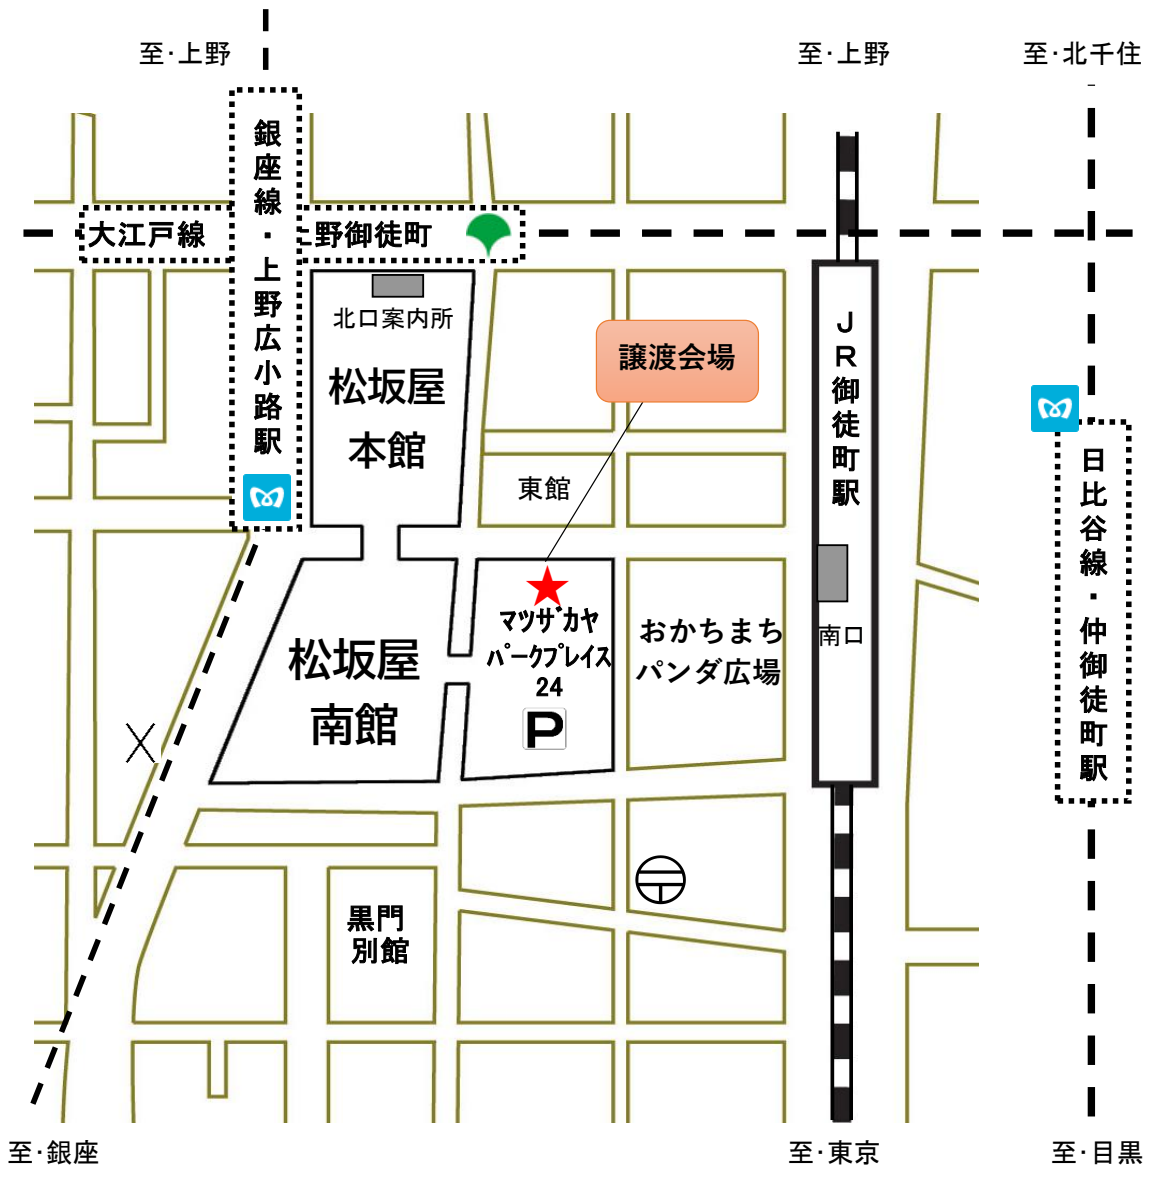 至・上野
至・上野
至・北千住
銀座線・上野広小路駅
大江戸線
野御徒町
北口案内所
松坂屋
本館
譲渡会場
JR御徒町駅
東館
日比谷線・仲御徒町駅
マツザカヤ
パークプレイス
24
P
おかちまち
パンダ広場
南口
松坂屋
南館
黒門
別館
至・銀座
至・東京
至・目黒